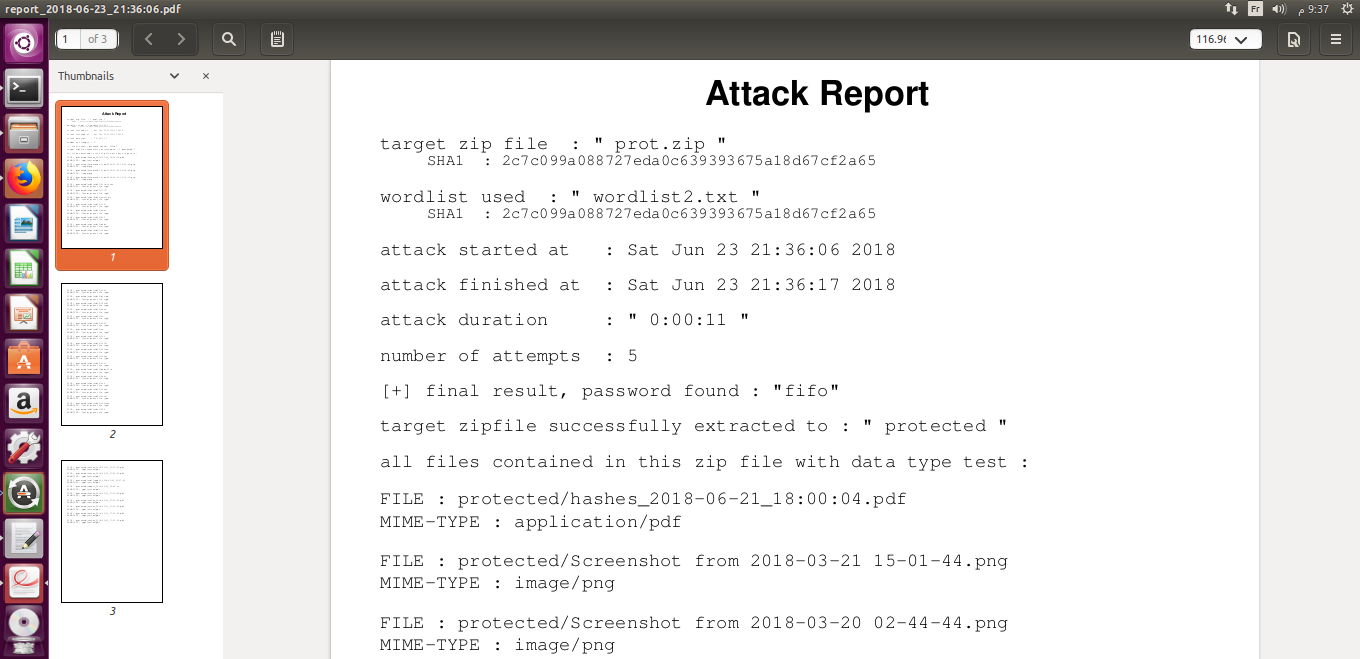 report_2018-06-23_21:36:06.pdf
Fr
م 9:37
1 of 3
116.96
Thumbnails
Attack Report
1
2
3
Attack Report
target zip file : " prot.zip "
SHA1 : 2c7c099a088727eda0c639393675a18d67cf2a65
wordlist used : " wordlist2.txt "
SHA1 : 2c7c099a088727eda0c639393675a18d67cf2a65
attack started at : Sat Jun 23 21:36:06 2018
attack finished at : Sat Jun 23 21:36:17 2018
attack duration : " 0:00:11 "
number of attempts : 5
[+] final result, password found : "fifo"
target zipfile successfully extracted to : " protected "
all files contained in this zip file with data type test :
FILE : protected/hashes_2018-06-21_18:00:04.pdf
MIME-TYPE : application/pdf
FILE : protected/Screenshot from 2018-03-21 15-01-44.png
MIME-TYPE : image/png
FILE : protected/Screenshot from 2018-03-20 02-44-44.png
MIME-TYPE : image/png